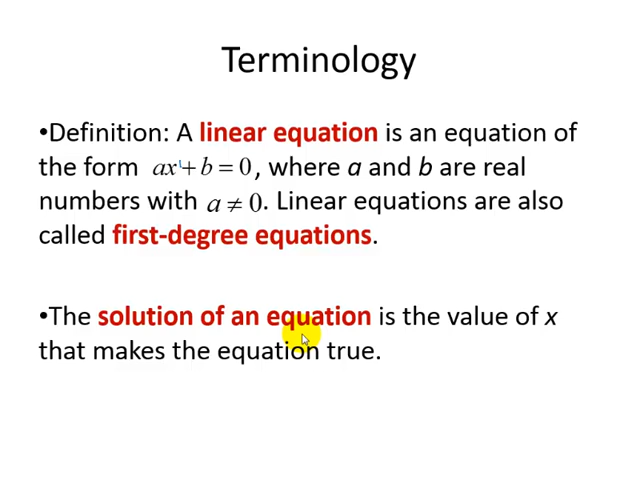 Terminology
•Definition: A linear equation is an equation of
the form ax + b = 0, where a and b are real
numbers with a ≠ 0. Linear equations are also
called first-degree equations.
•The solution of an equation is the value of x
that makes the equation true.